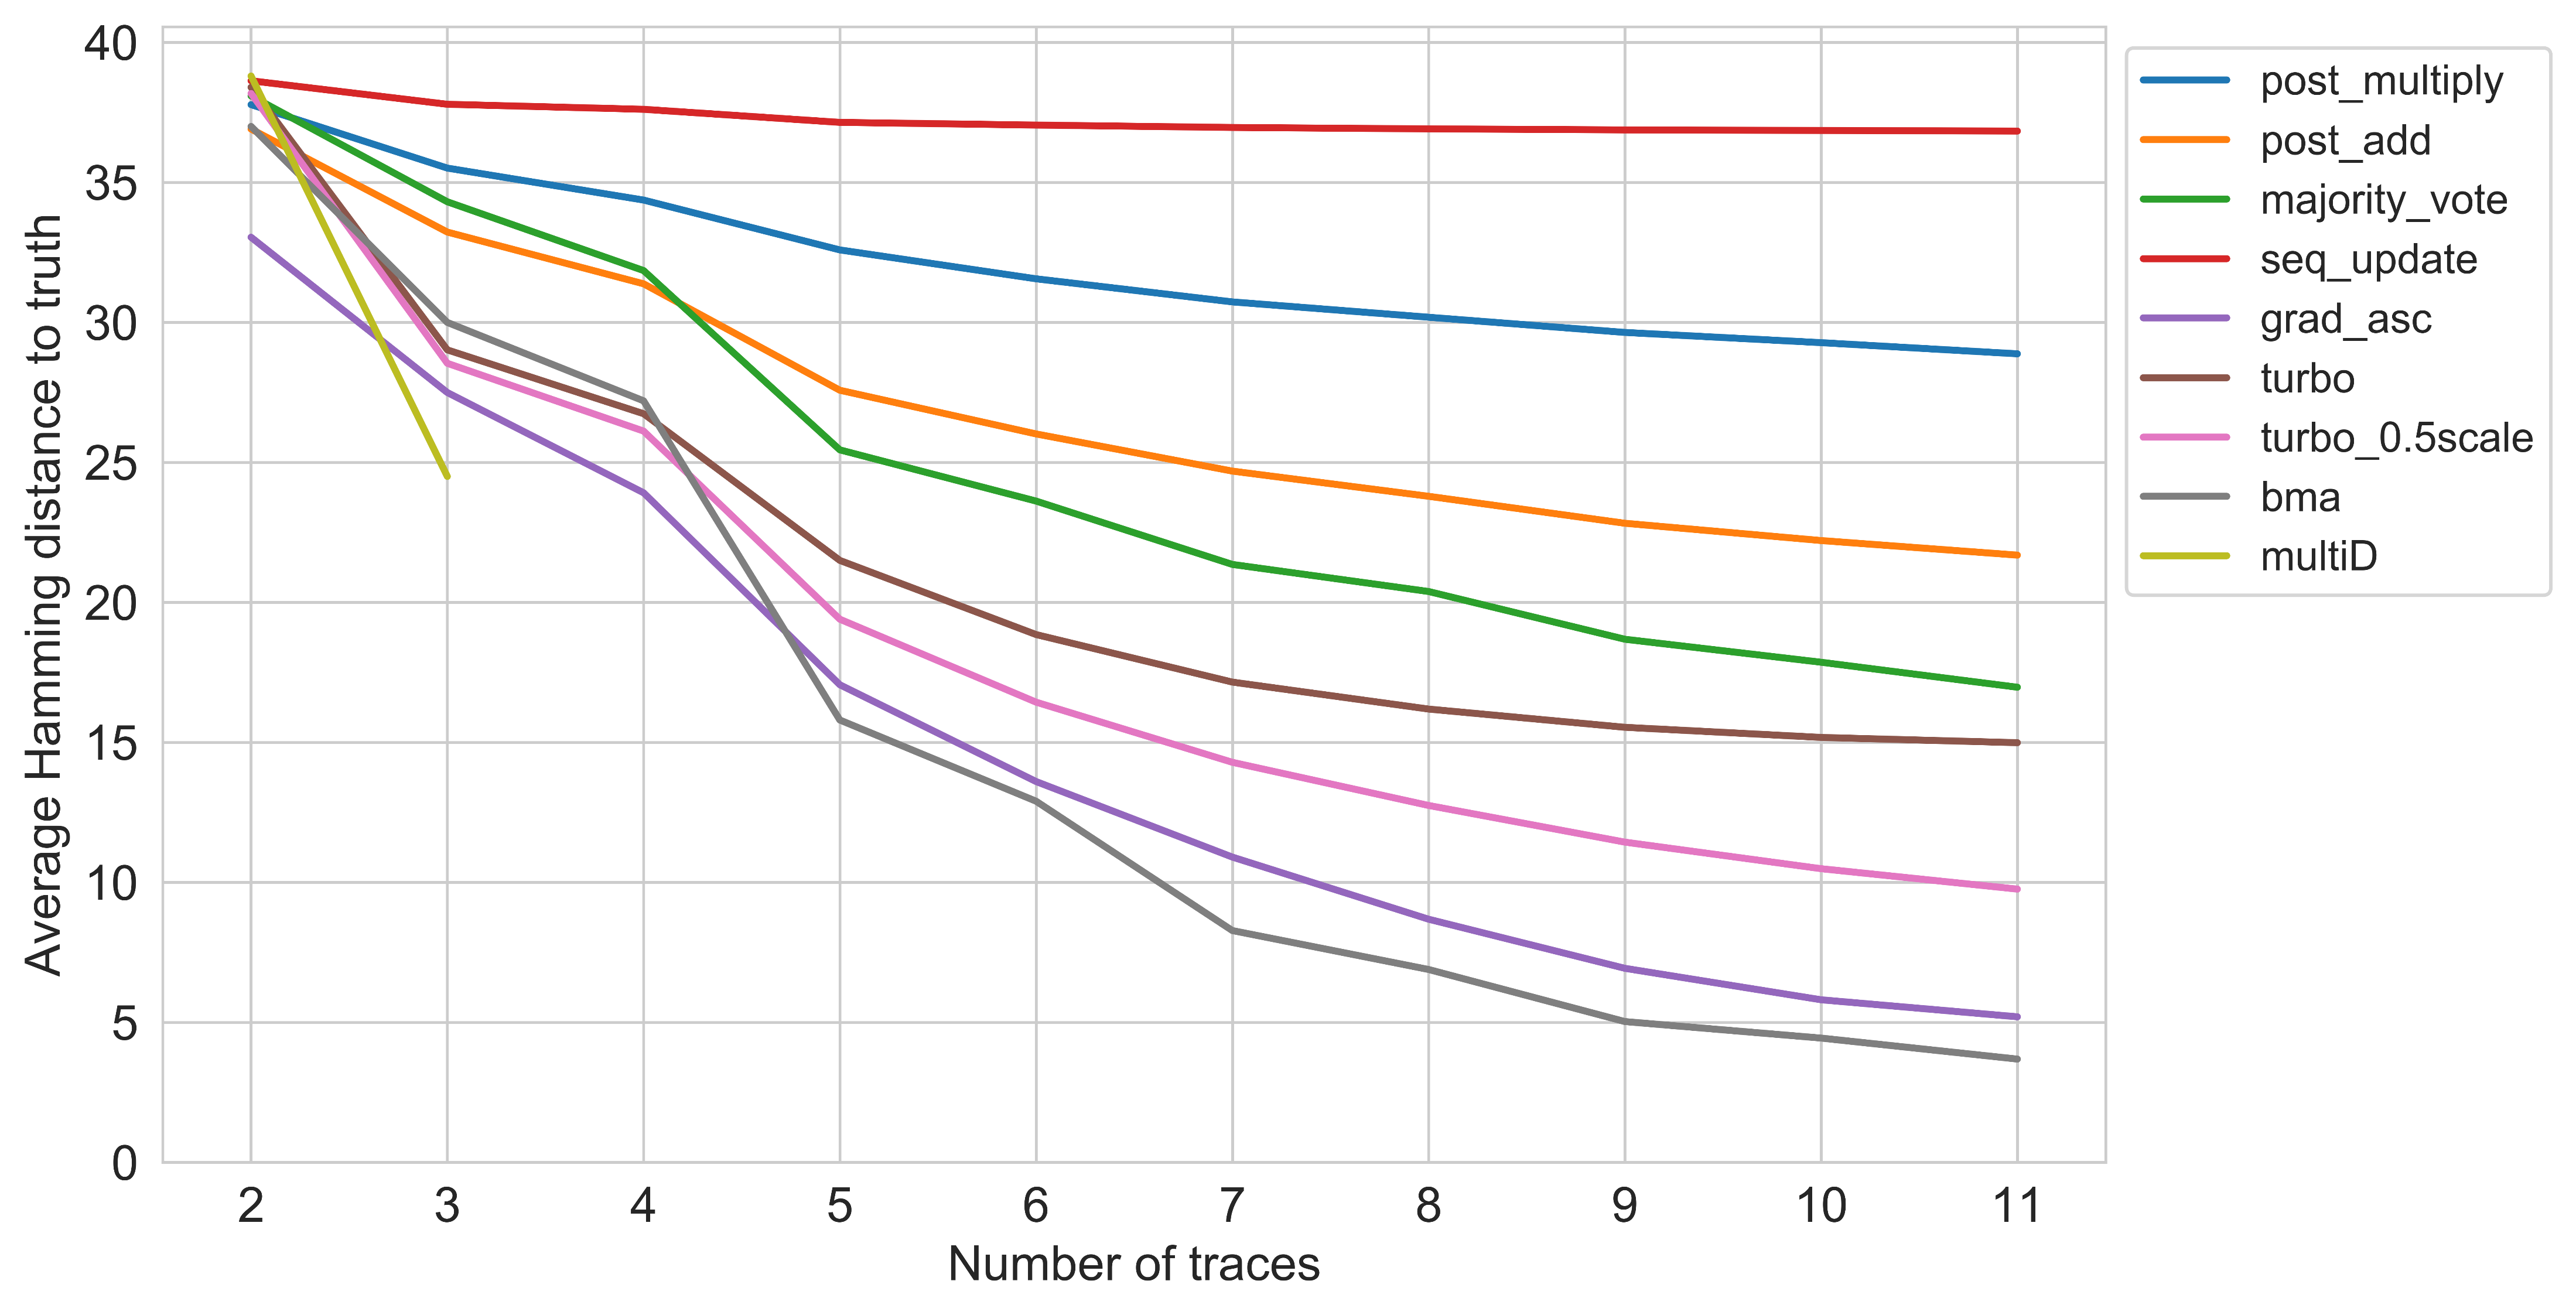 Average Hamming distance to truth
40
35
30
25
20
15
10
5
0
2 3 4 5 6 7 8 9 10 11
Number of traces
post_multiply
post_add
majority_vote
seq_update
grad_asc
turbo
turbo_0.5scale
bma
multiD